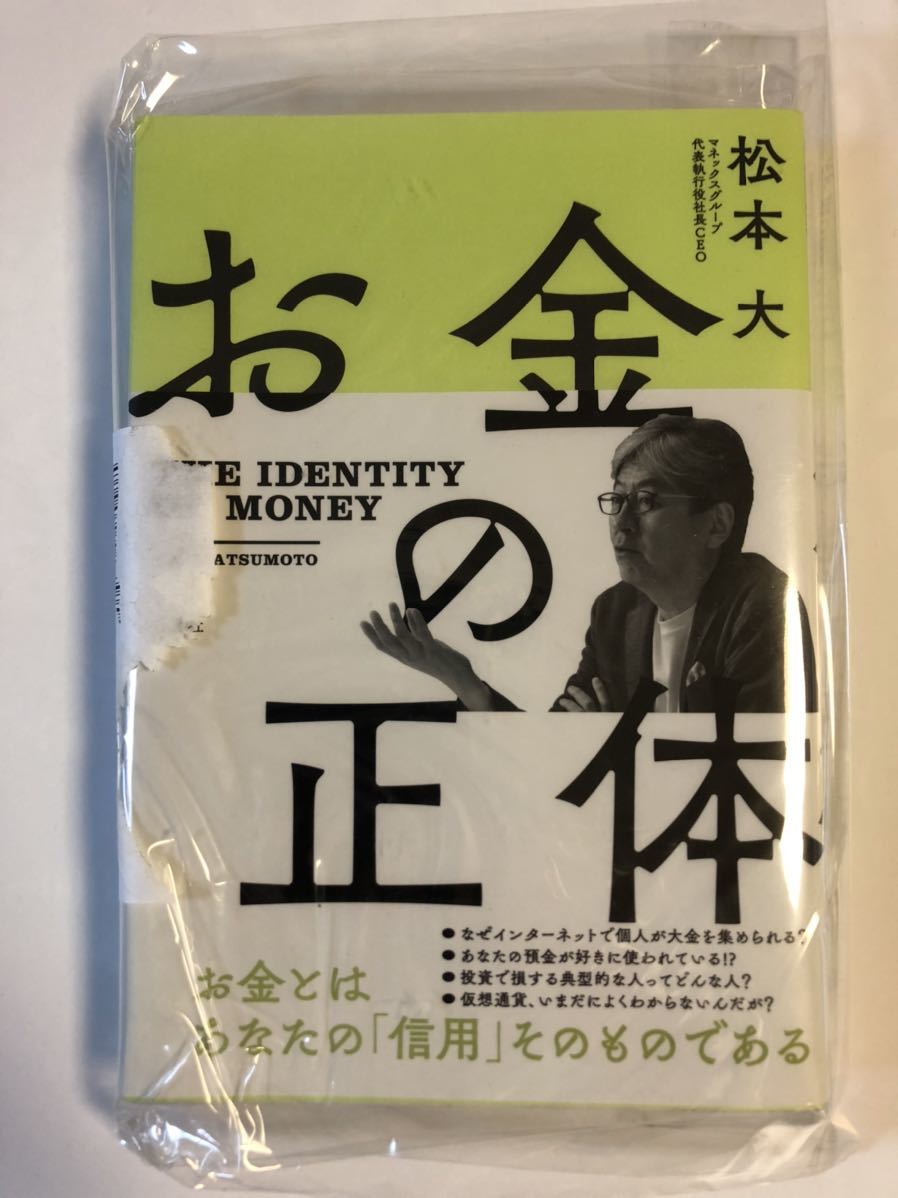 松本 大
マネックスグループ
代表執行役社長CEO
お金
IDENTITY
MONEY
の
正体
● なぜインターネットで個人が大金を集められる?
● あなたの預金が好きに使われている!?
● 投資で損する典型的な人ってどんな人?
● 仮想通貨、いまだによくわからないんだが?
お金とは
あなたの「信用」そのものである